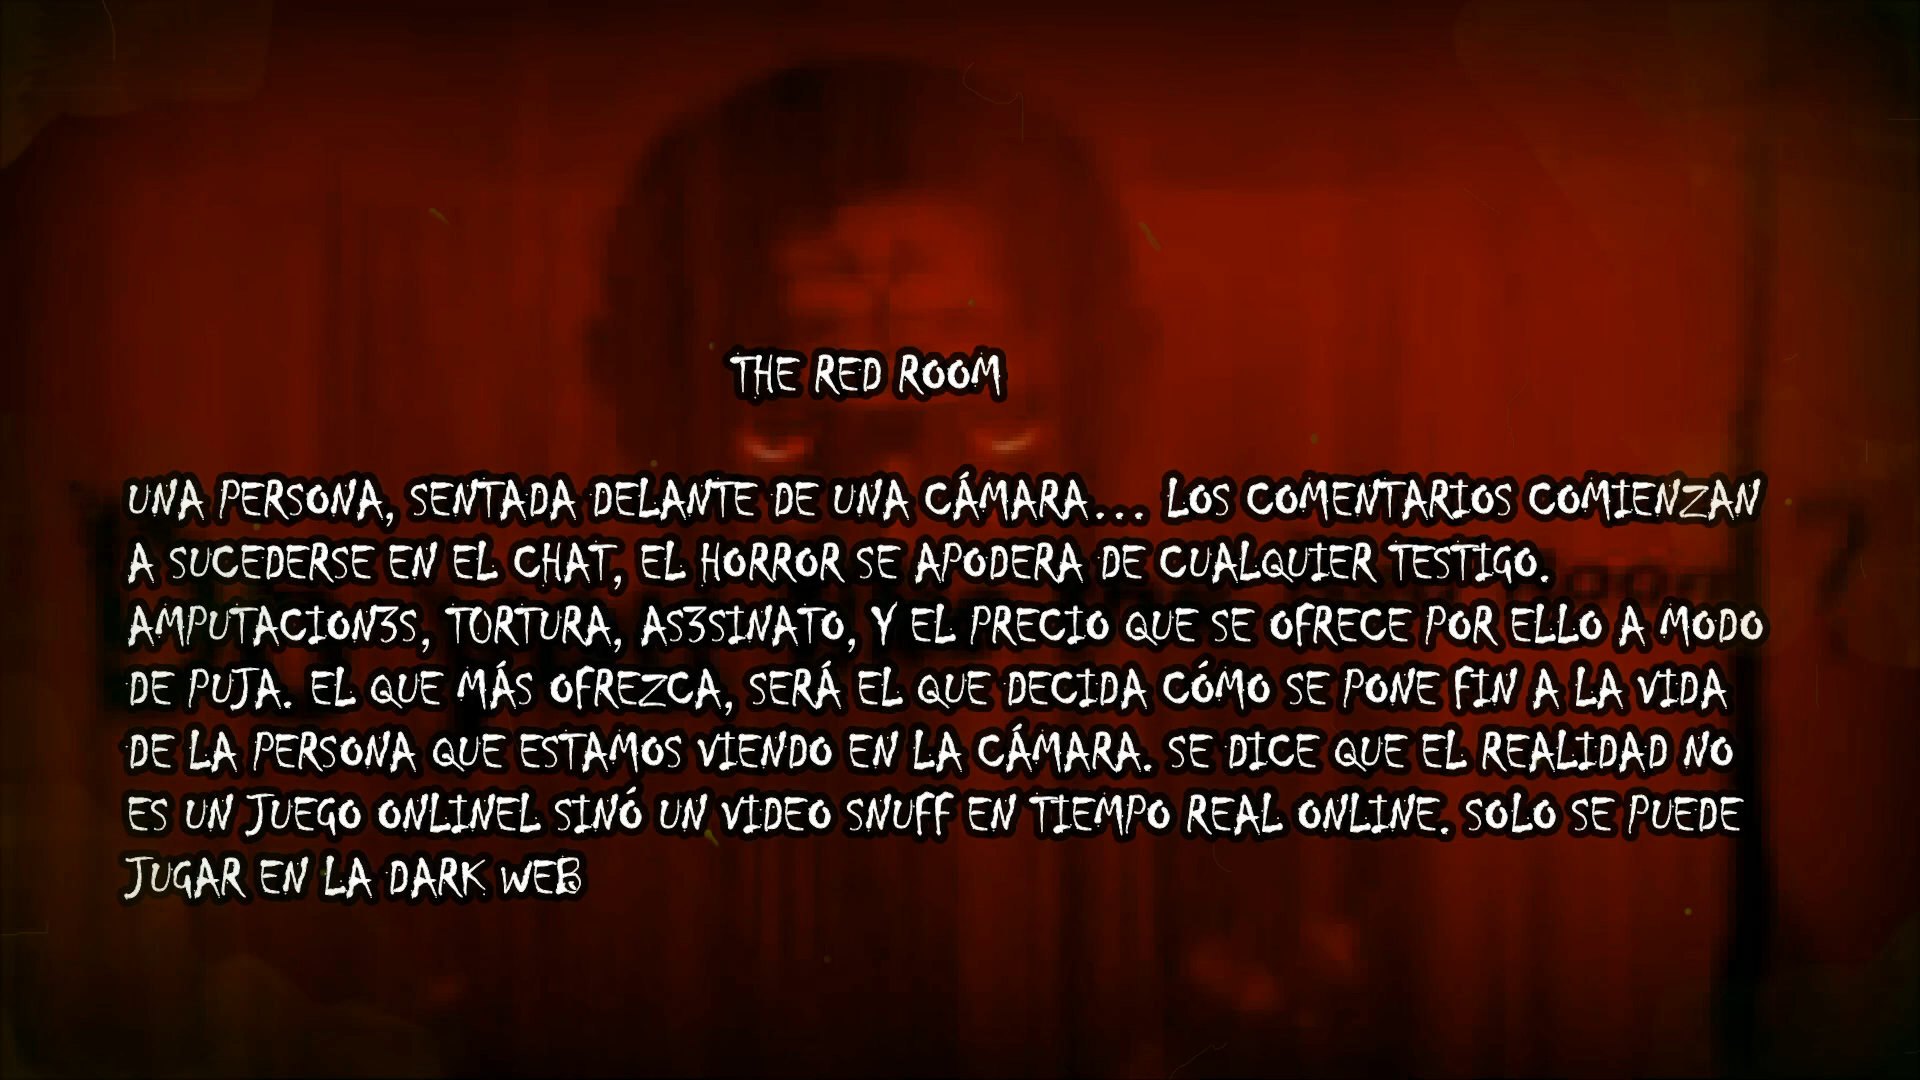 THE RED ROOM
UNA PERSONA, SENTADA DELANTE DE UNA CÁMARA... LOS COMENTARIOS COMIENZAN
A SUCEDERSE EN EL CHAT, EL HORROR SE APODERA DE CUALQUIER TESTIGO.
AMPUTACION3S, TORTURA, AS3SINATO, Y EL PRECIO QUE SE OFRECE POR ELLO A MODO
DE PUJA. EL QUE MÁS OFREZCA, SERÁ EL QUE DECIDA CÓMO SE PONE FIN A LA VIDA
DE LA PERSONA QUE ESTAMOS VIENDO EN LA CÁMARA. SE DICE QUE EL REALIDAD NO
ES UN JUEGO ONLINEL SINÓ UN VIDEO SNUFF EN TIEMPO REAL ONLINE. SOLO SE PUEDE
JUGAR EN LA DARK WEB